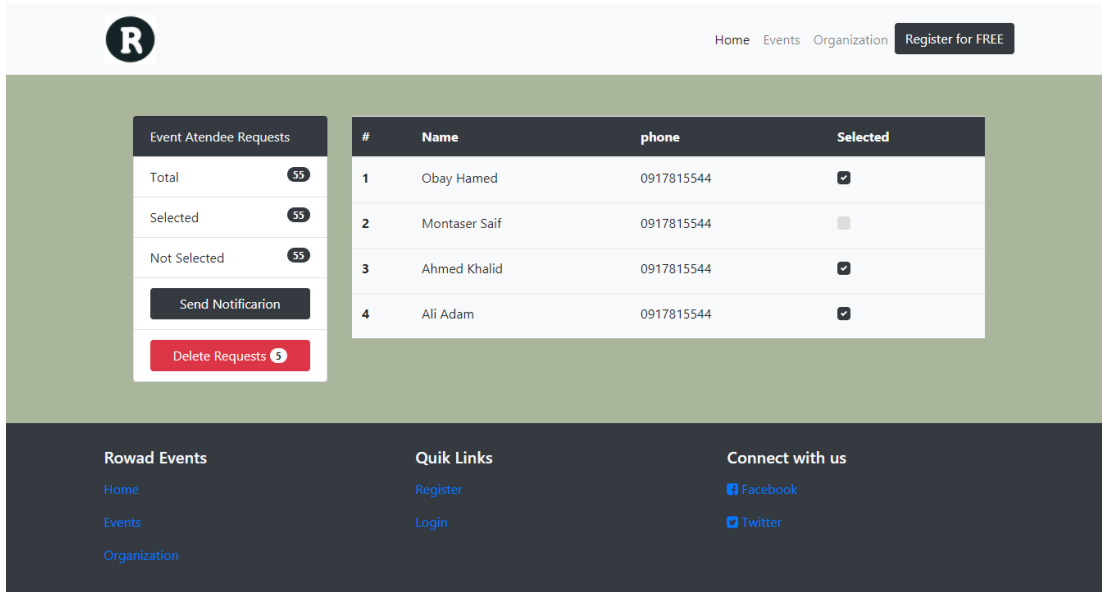 R
Home Events Organization Register for FREE
Event Atendee Requests
Total 55
Selected 55
Not Selected 55
Send Notificarion
Delete Requests 5
# Name phone Selected
1 Obay Hamed 0917815544
2 Montaser Saif 0917815544
3 Ahmed Khalid 0917815544
4 Ali Adam 0917815544
Rowad Events
Home
Events
Organization
Quik Links
Register
Login
Connect with us
Facebook
Twitter